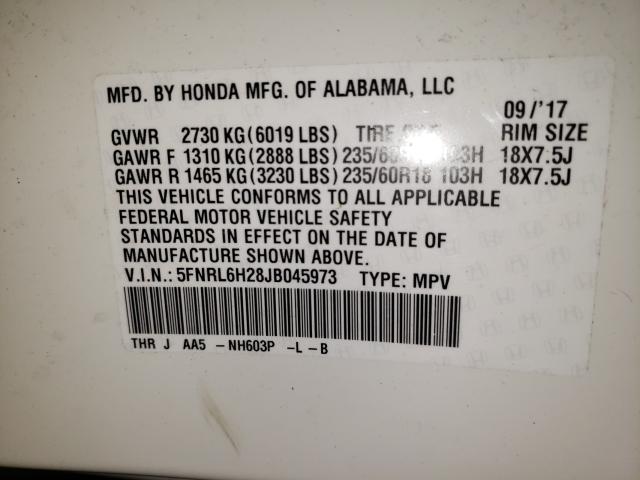 MFD. BY HONDA MFG. OF ALABAMA, LLC
09/'17
GVWR 2730 KG (6019 LBS) TIRE RIM SIZE
GAWR F 1310 KG (2888 LBS) 103H 18X7.5J
GAWR R 1465 KG (3230 LBS) 235/60R18 103H 18X7.5J
THIS VEHICLE CONFORMS TO ALL APPLICABLE
FEDERAL MOTOR VEHICLE SAFETY
STANDARDS IN EFFECT ON THE DATE OF
MANUFACTURE SHOWN ABOVE.
V.I.N.: 5FNRL6H28JB045973 TYPE: MPV
THR J AA5 -NH603P -L -B